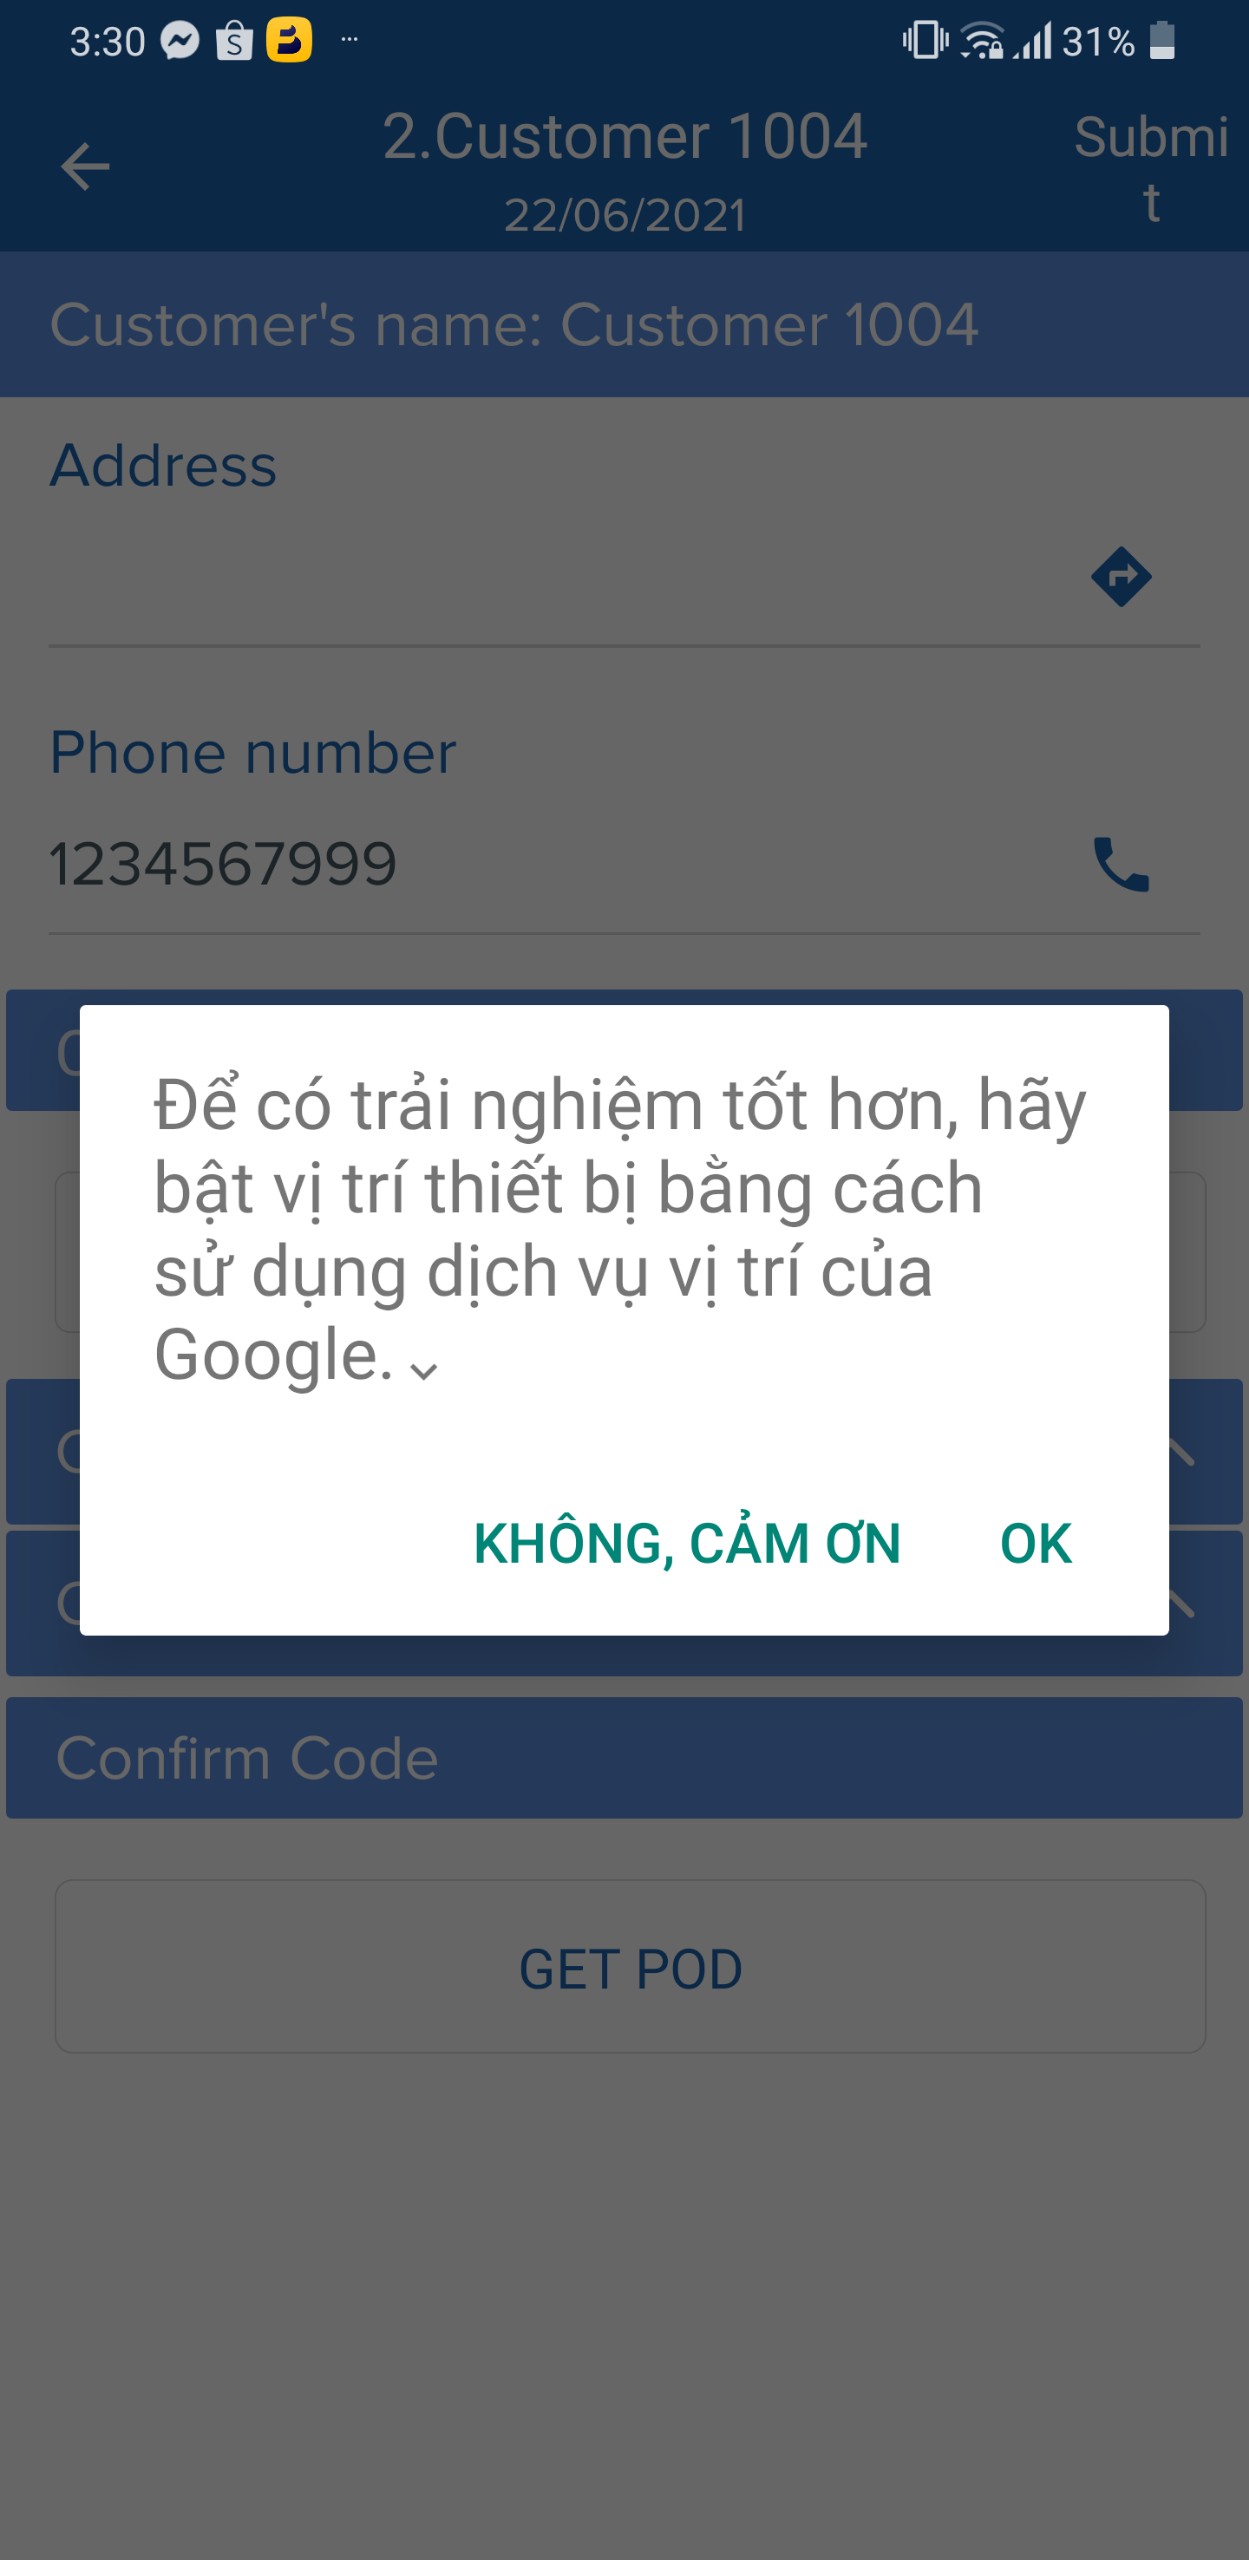 3:30
31%
2.Customer 1004
Submi
t
22/06/2021
Customer's name: Customer 1004
Address
Phone number
1234567999
Để có trải nghiệm tốt hơn, hãy
bật vị trí thiết bị bằng cách
sử dụng dịch vụ vị trí của
Google.
KHÔNG, CẢM ƠN
OK
Confirm Code
GET POD